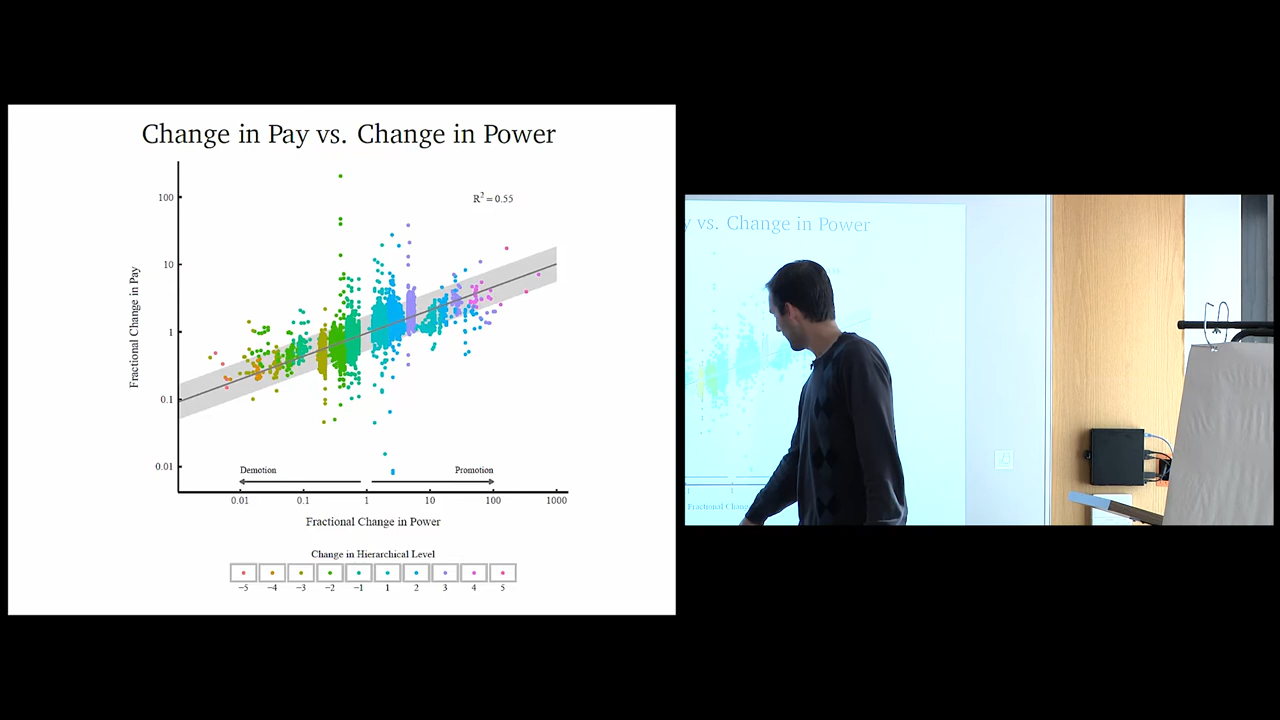 Change in Pay vs. Change in Power
R2 = 0.55
100
10
1
0.1
0.01
Fractional Change in Pay
Demotion
Promotion
0.01 0.1 1 10 100 1000
Fractional Change in Power
Change in Hierarchical Level
−5 −4 −3 −2 −1 1 2 3 4 5
y vs. Change in Power
Fractional Chang